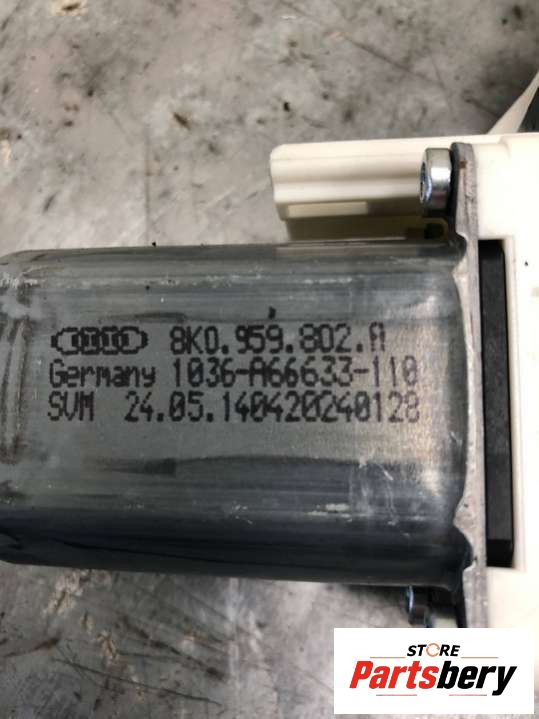 8K0.959.802.A
Germany 1036-A66633-110
SVM 24.05.140420240128
STORE
Partsbery